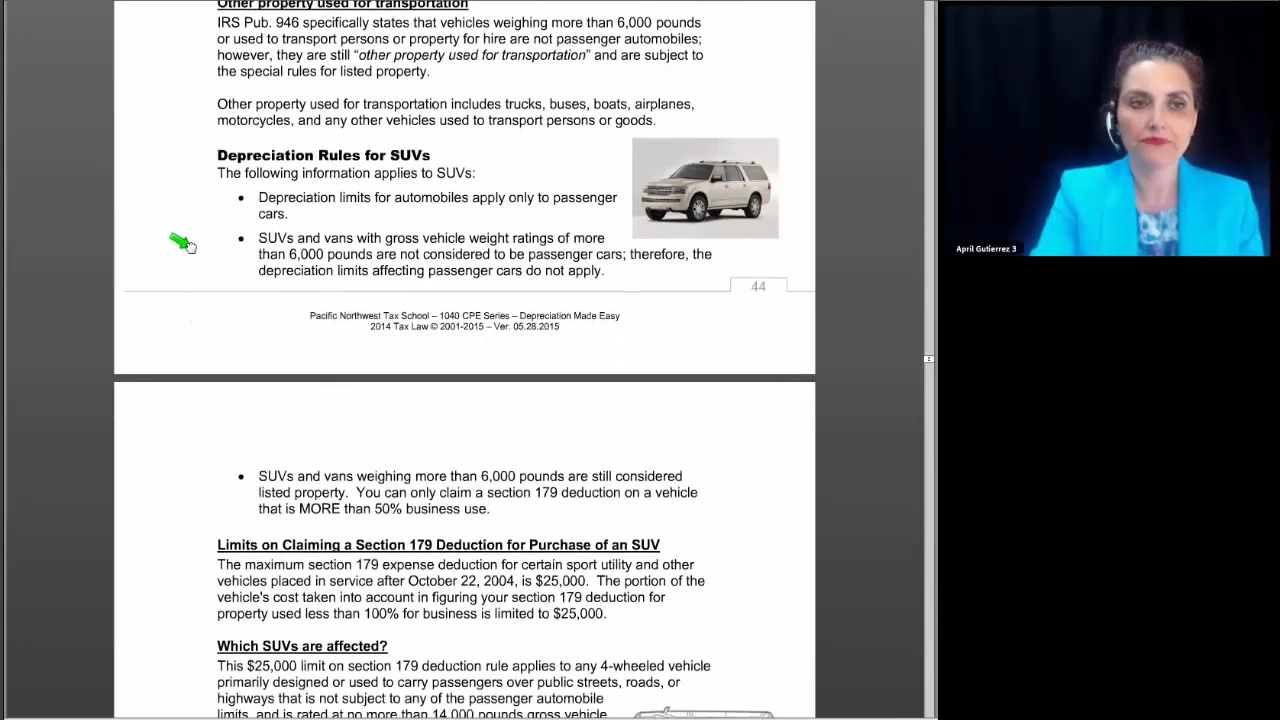 Other property used for transportation
IRS Pub. 946 specifically states that vehicles weighing more than 6,000 pounds
or used to transport persons or property for hire are not passenger automobiles;
however, they are still “other property used for transportation” and are subject to
the special rules for listed property.
Other property used for transportation includes trucks, buses, boats, airplanes,
motorcycles, and any other vehicles used to transport persons or goods.
Depreciation Rules for SUVs
The following information applies to SUVs:
• Depreciation limits for automobiles apply only to passenger
cars.
• SUVs and vans with gross vehicle weight ratings of more
than 6,000 pounds are not considered to be passenger cars; therefore, the
depreciation limits affecting passenger cars do not apply.
44
Pacific Northwest Tax School – 1040 CPE Series – Depreciation Made Easy
2014 Tax Law © 2001-2015 – Ver. 05.28.2015
• SUVs and vans weighing more than 6,000 pounds are still considered
listed property. You can only claim a section 179 deduction on a vehicle
that is MORE than 50% business use.
Limits on Claiming a Section 179 Deduction for Purchase of an SUV
The maximum section 179 expense deduction for certain sport utility and other
vehicles placed in service after October 22, 2004, is $25,000. The portion of the
vehicle's cost taken into account in figuring your section 179 deduction for
property used less than 100% for business is limited to $25,000.
Which SUVs are affected?
This $25,000 limit on section 179 deduction rule applies to any 4-wheeled vehicle
primarily designed or used to carry passengers over public streets, roads, or
highways that is not subject to any of the passenger automobile
limits, and is rated at no more than 14,000 pounds gross vehicle
April Gutierrez 3